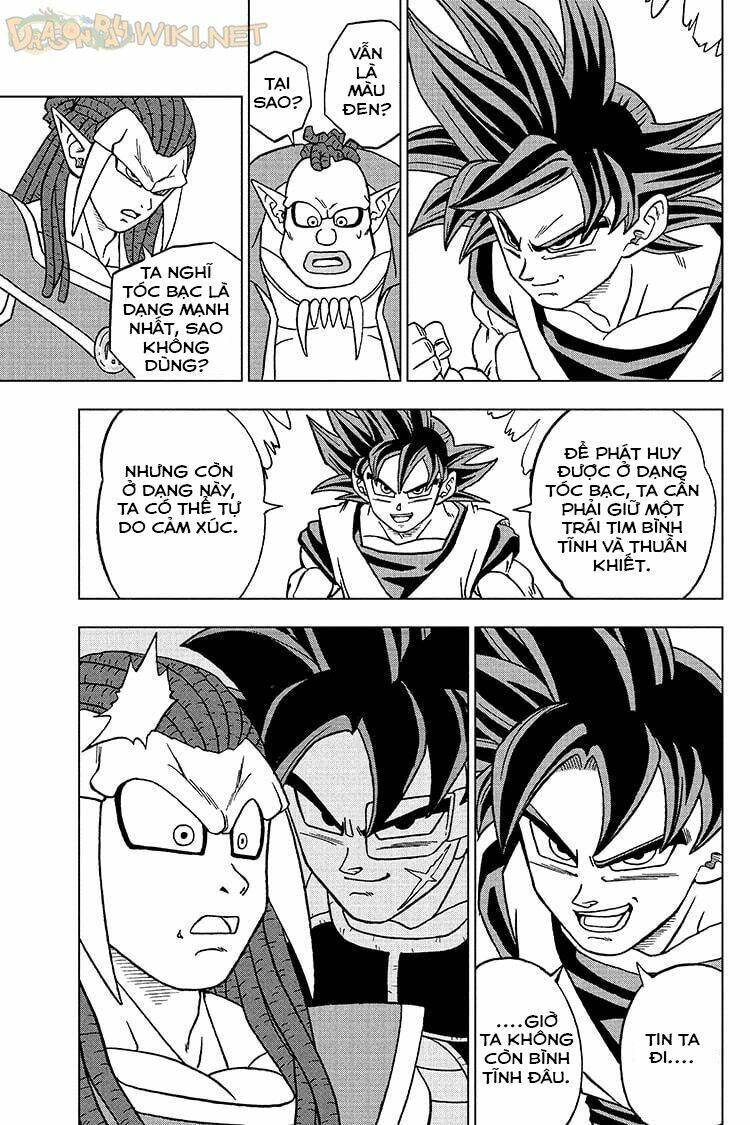 DRAGONBALLWIKI.NET
VẪN
LÀ
MÀU
ĐEN?
TẠI
SAO?
TA NGHĨ
TÓC BẠC LÀ
DẠNG MẠNH
NHẤT, SAO
KHÔNG
DÙNG?
ĐỂ PHÁT HUY
ĐƯỢC Ở DẠNG
TÓC BẠC, TA CẦN
PHẢI GIỮ MỘT
TRÁI TIM BÌNH
TĨNH VÀ THUẦN
KHIẾT.
NHƯNG CÒN
Ở DẠNG NÀY,
TA CÓ THỂ TỰ
DO CẢM XÚC.
TIN TA
ĐI....
....GIỜ
TA KHÔNG
CÒN BÌNH
TĨNH ĐÂU.